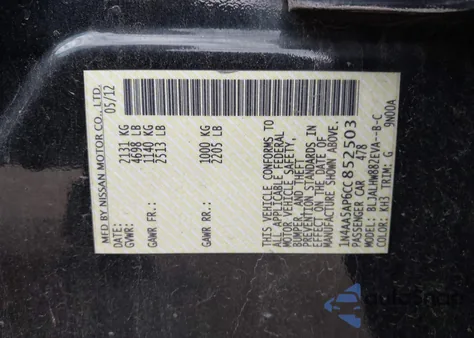 MFD BY NISSAN MOTOR CO., LTD.
DATE: 05/12
GVWR: 2131 KG
4698 LB
GAWR FR: 1140 KG
2513 LB
GAWR RR: 1000 KG
2205 LB
THIS VEHICLE CONFORMS TO
ALL APPLICABLE FEDERAL
MOTOR VEHICLE SAFETY,
BUMPER AND THEFT
PREVENTION STANDARDS IN
EFFECT ON THE DATE OF
MANUFACTURE SHOWN ABOVE.
1N4AA5AP6CC852503
PASSENGER CAR 478
MODEL: BLJALHW882EVA--B-C
COLOR: GH3 TRIM: G 9N00A